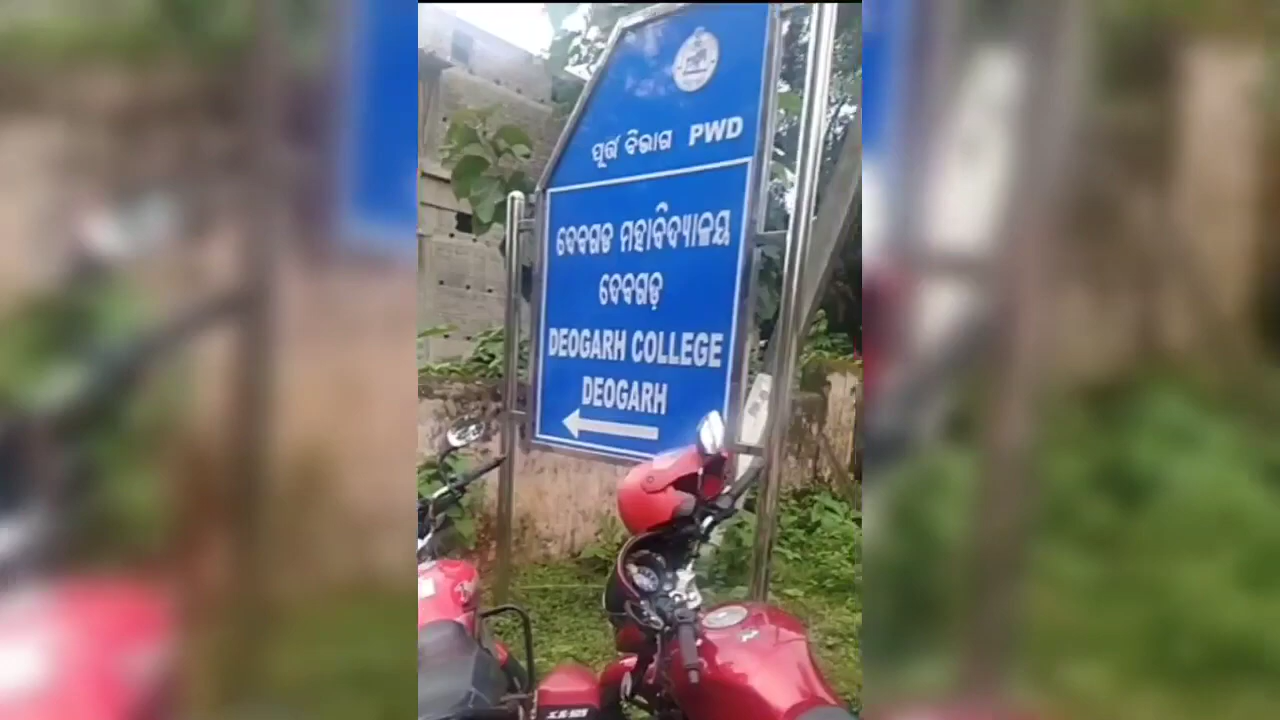 ପୂର୍ତ୍ତ ବିଭାଗ PWD
ଦେବଗଡ ମହାବିଦ୍ୟାଳୟ
ଦେବଗଡ଼
DEOGARH COLLEGE
DEOGARH